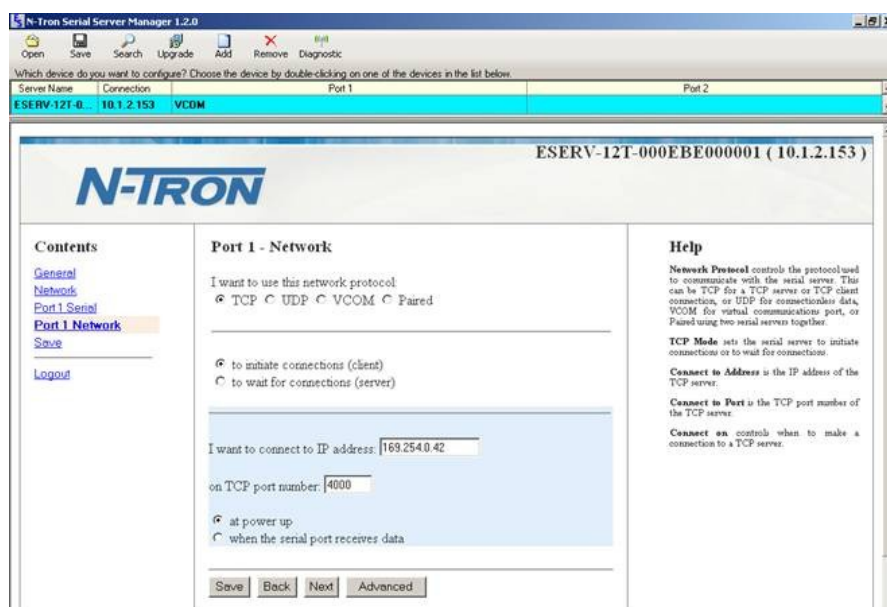 N-Tron Serial Server Manager 1.2.0
Open Save Search Upgrade Add Remove Diagnostic
Which device do you want to configure? Choose the device by double-clicking on one of the devices in the list below.
Server Name Connection Port 1 Port 2
ESERV-12T-0... 10.1.2.153 VCOM
ESERV-12T-000EBE000001 ( 10.1.2.153 )
N-TRON
Contents
General
Network
Port 1 Serial
Port 1 Network
Save
Logout
Port 1 - Network
I want to use this network protocol:
TCP UDP VCOM Paired
to initiate connections (client)
to wait for connections (server)
I want to connect to IP address: 169.254.0.42
on TCP port number: 4000
at power up
when the serial port receives data
Save Back Next Advanced
Help
Network Protocol controls the protocol used
to communicate with the serial server. This
can be TCP for a TCP server or TCP client
connection, or UDP for connectionless data,
VCOM for virtual communications port, or
Paired using two serial servers together.
TCP Mode sets the serial server to initiate
connections or to wait for connections.
Connect to Address is the IP address of the
TCP server.
Connect to Port is the TCP port number of
the TCP server.
Connect on controls when to make a
connection to a TCP server.